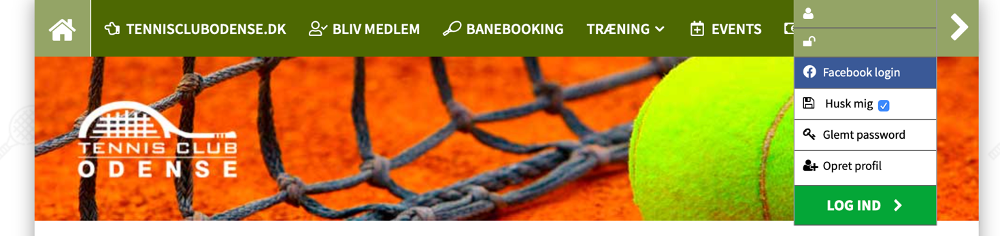 TENNISCLUBODENSE.DK
BLIV MEDLEM
BANEBOOKING
TRÆNING
EVENTS
Facebook login
Husk mig
Glemt password
Opret profil
LOG IND
TENNIS CLUB
ODENSE